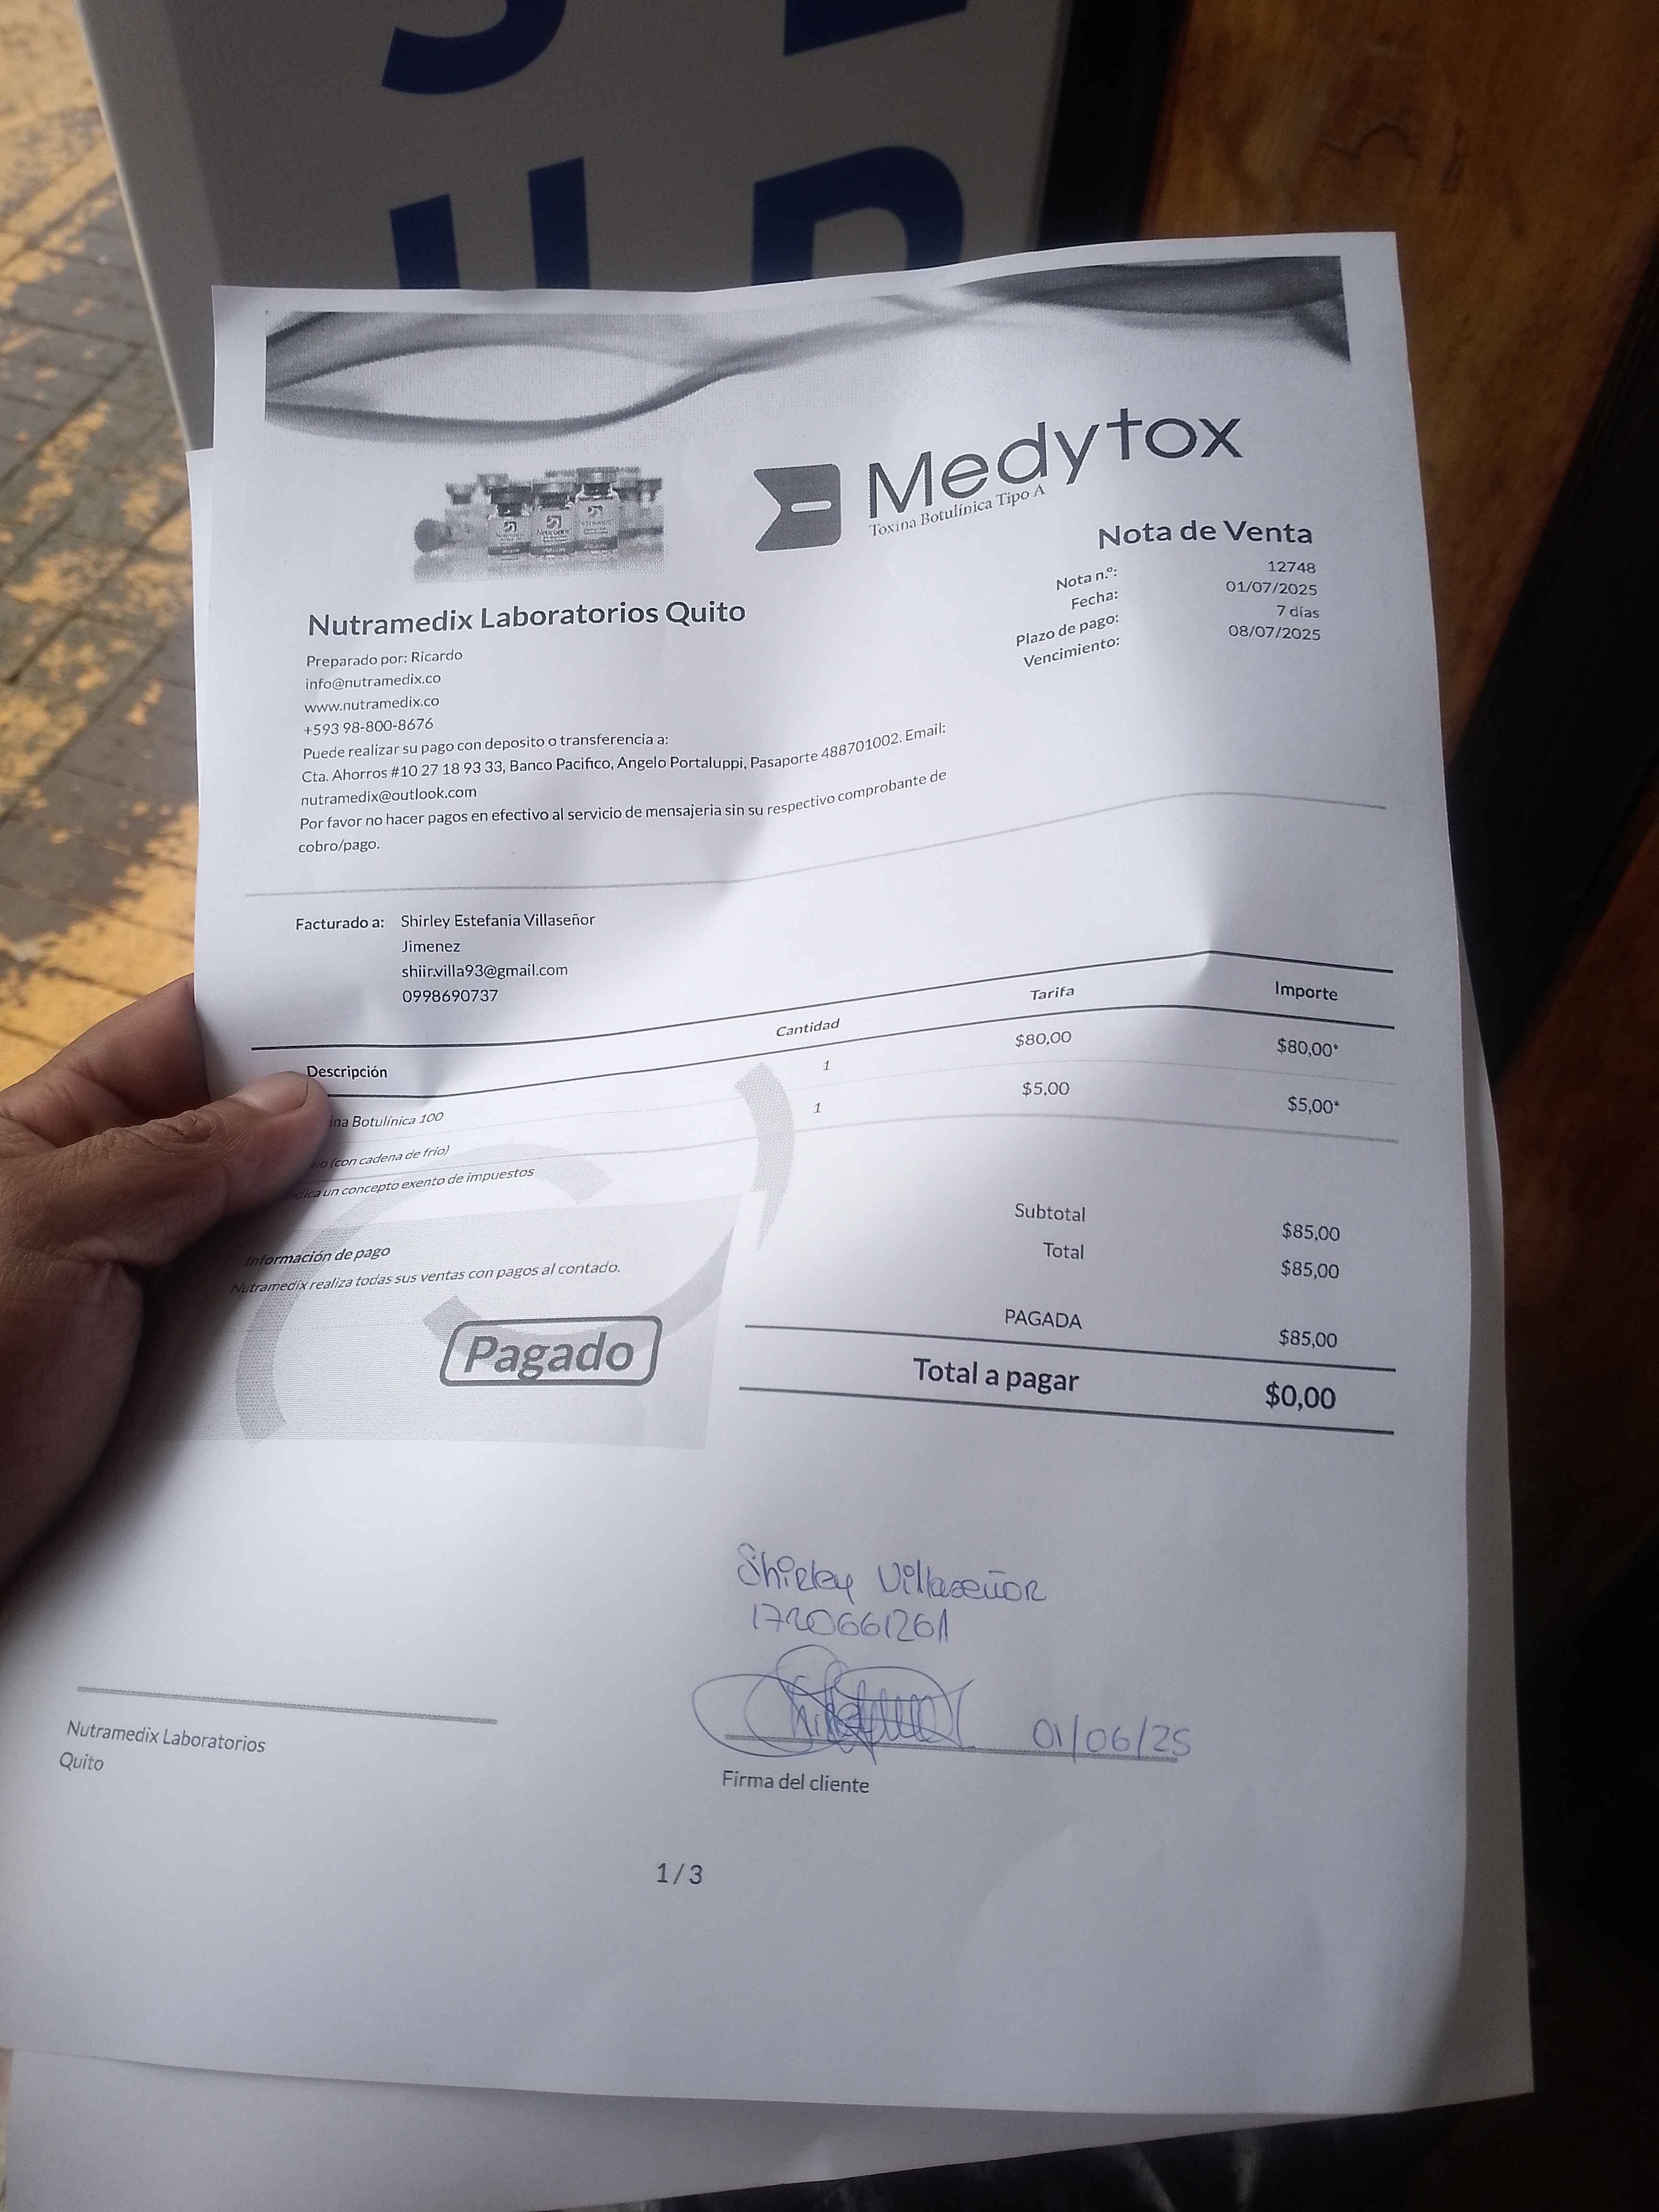 Medytox
Toxina Botulínica Tipo A
Nota de Venta
Nota n.º: 12748
Fecha: 01/07/2025
Plazo de pago: 7 días
Vencimiento: 08/07/2025
Nutramedix Laboratorios Quito
Preparado por: Ricardo
info@nutramedix.co
www.nutramedix.co
+593 98-800-8676
Puede realizar su pago con deposito o transferencia a:
Cta. Ahorros #10 27 18 93 33, Banco Pacifico, Angelo Portaluppi, Pasaporte 488701002. Email:
nutramedix@outlook.com
Por favor no hacer pagos en efectivo al servicio de mensajeria sin su respectivo comprobante de
cobro/pago.
Facturado a: Shirley Estefania Villaseñor
Jimenez
shiir.villa93@gmail.com
0998690737
Descripción Cantidad Tarifa Importe
ina Botulínica 100 1 $80,00 $80,00*
(con cadena de frío) 1 $5,00 $5,00*
un concepto exento de impuestos
Subtotal $85,00
Total $85,00
PAGADA $85,00
Total a pagar $0,00
Información de pago
Nutramedix realiza todas sus ventas con pagos al contado.
Pagado
Shirley Villaseñor
1720661261
01/06/25
Nutramedix Laboratorios
Quito
Firma del cliente
1 / 3